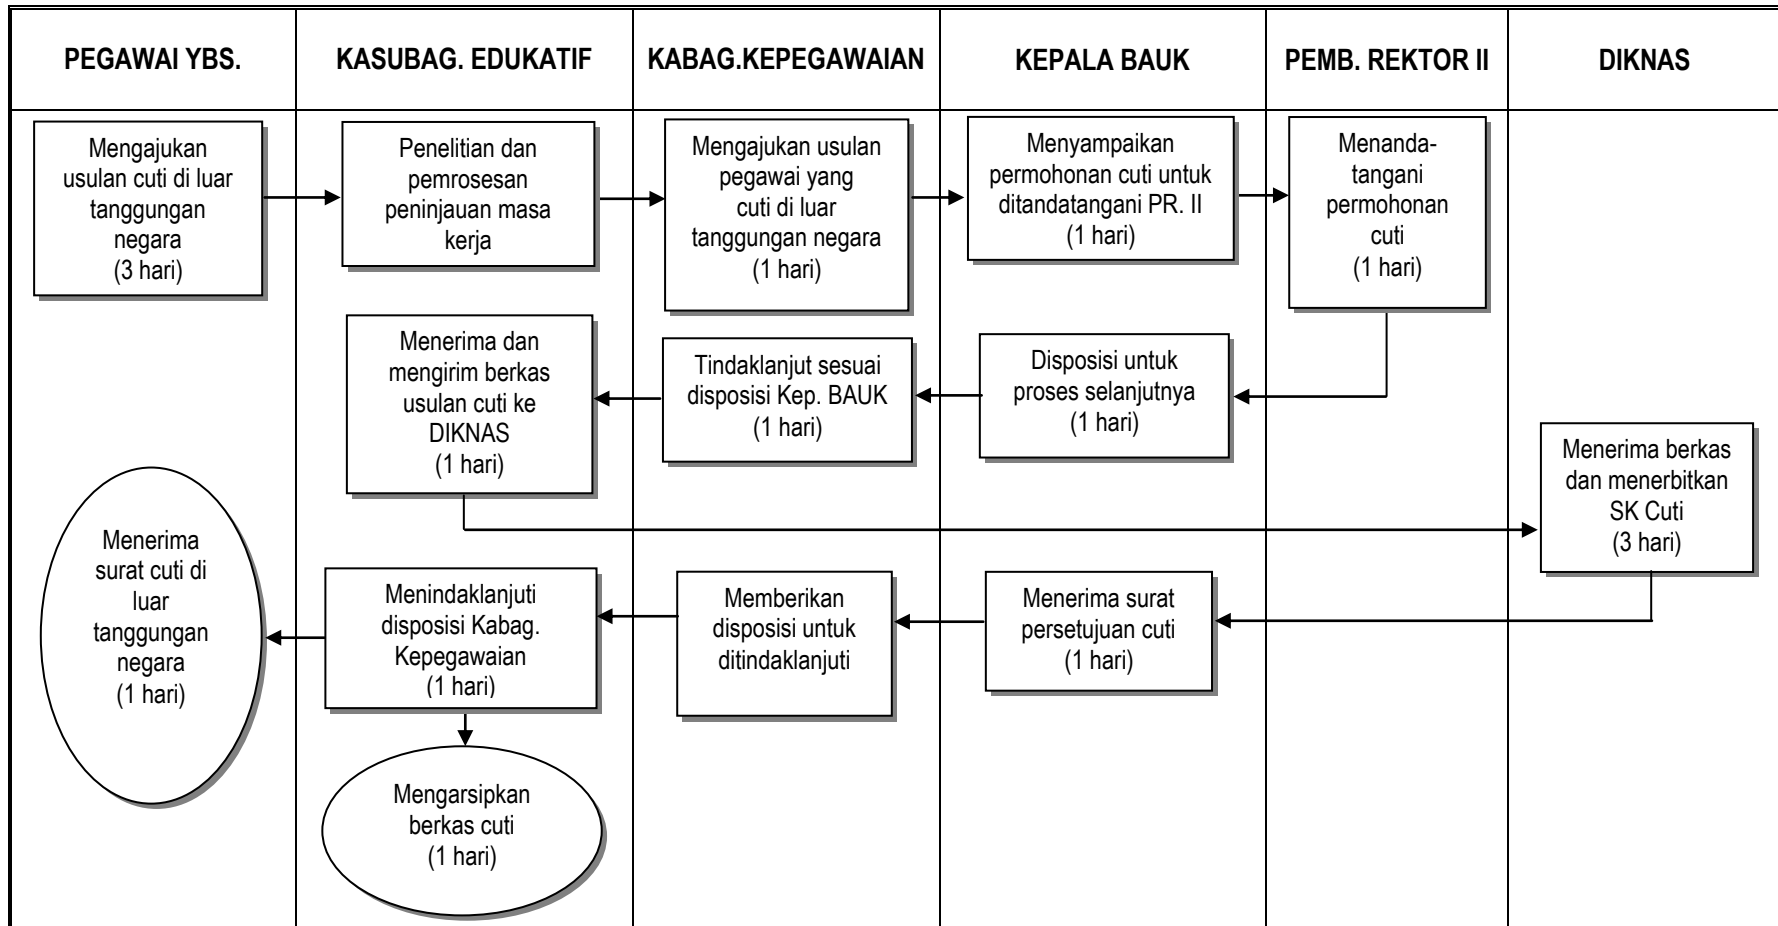 PEGAWAI YBS.
KASUBAG. EDUKATIF
KABAG.KEPEGAWAIAN
KEPALA BAUK
PEMB. REKTOR II
DIKNAS
Mengajukan
usulan cuti di luar
tanggungan
negara
(3 hari)
Penelitian dan
pemrosesan
peninjauan masa
kerja
Mengajukan usulan
pegawai yang
cuti di luar
tanggungan negara
(1 hari)
Menyampaikan
permohonan cuti untuk
ditandatangani PR. II
(1 hari)
Menanda-
tangani
permohonan
cuti
(1 hari)
Disposisi untuk
proses selanjutnya
(1 hari)
Tindaklanjut sesuai
disposisi Kep. BAUK
(1 hari)
Menerima dan
mengirim berkas
usulan cuti ke
DIKNAS
(1 hari)
Menerima berkas
dan menerbitkan
SK Cuti
(3 hari)
Menerima surat
persetujuan cuti
(1 hari)
Memberikan
disposisi untuk
ditindaklanjuti
Menindaklanjuti
disposisi Kabag.
Kepegawaian
(1 hari)
Menerima
surat cuti di
luar
tanggungan
negara
(1 hari)
Mengarsipkan
berkas cuti
(1 hari)